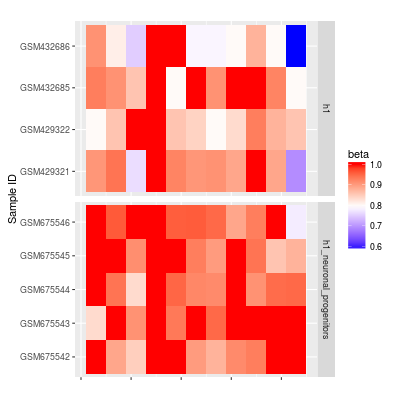 GSM432686
GSM432685
GSM429322
GSM429321
h1
GSM675546
GSM675545
GSM675544
GSM675543
GSM675542
h1_neuronal_progenitors
Sample ID
beta
1.0
0.9
0.8
0.7
0.6